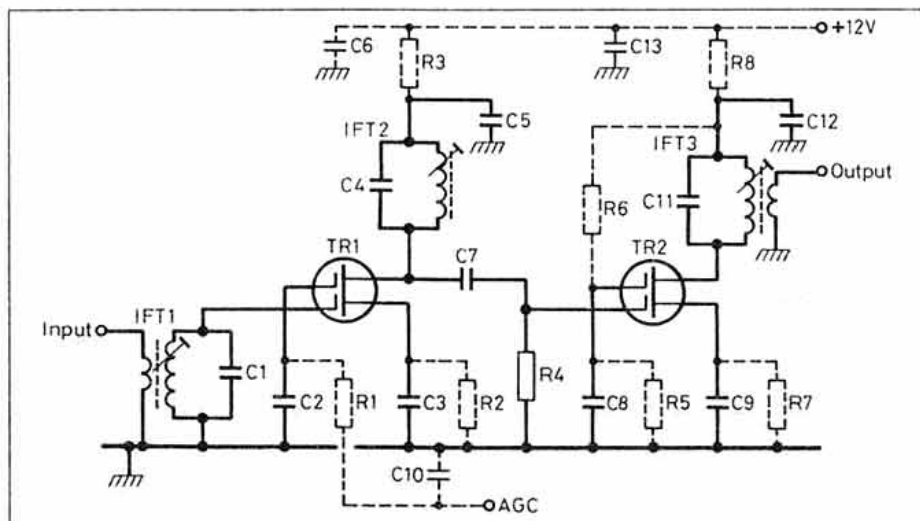 +12V
C6
R3
C13
R8
C5
C12
IFT2
IFT3
C4
R6
C11
Output
TR1
C7
TR2
Input
IFT1
C1
C2
R1
C3
R2
R4
C8
R5
C9
R7
C10
AGC